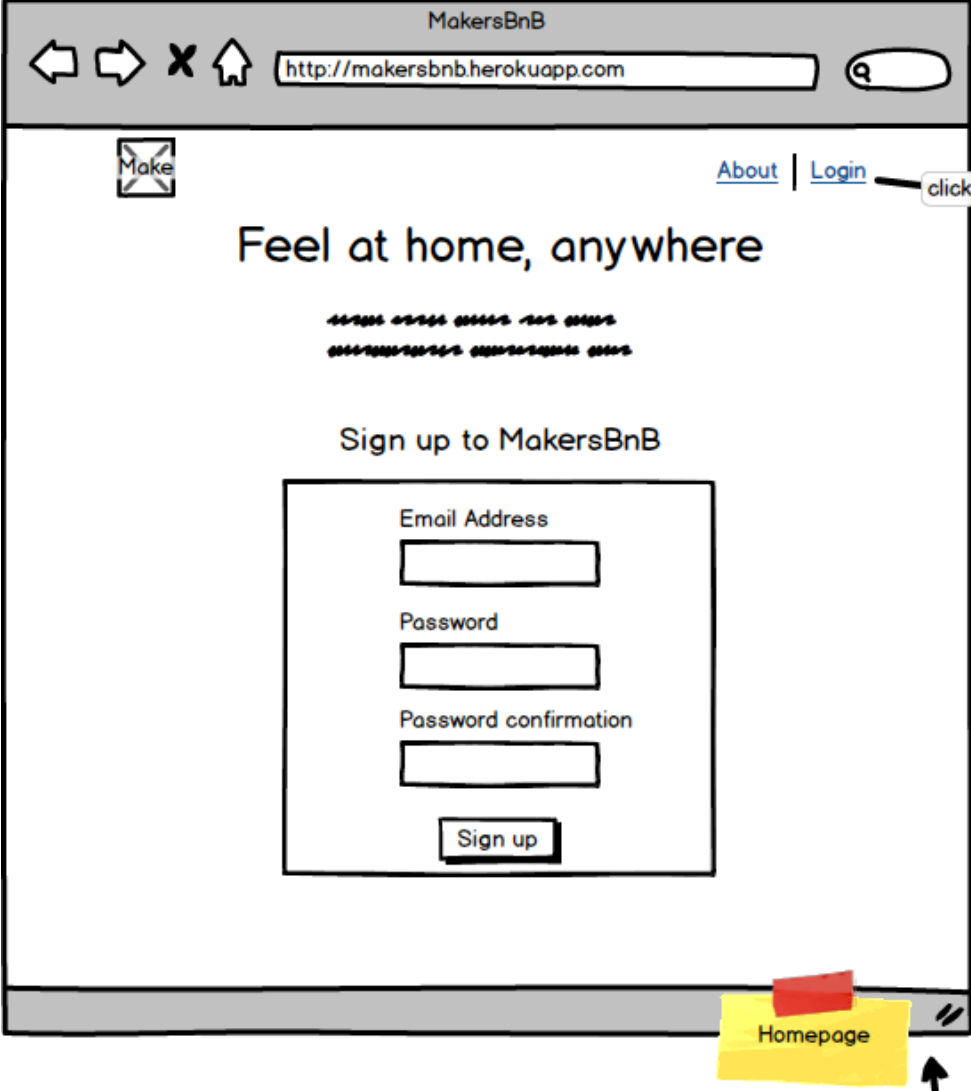 MakersBnB
http://makersbnb.herokuapp.com
Make
About Login
click
Feel at home, anywhere
Sign up to MakersBnB
Email Address
Password
Password confirmation
Sign up
Homepage